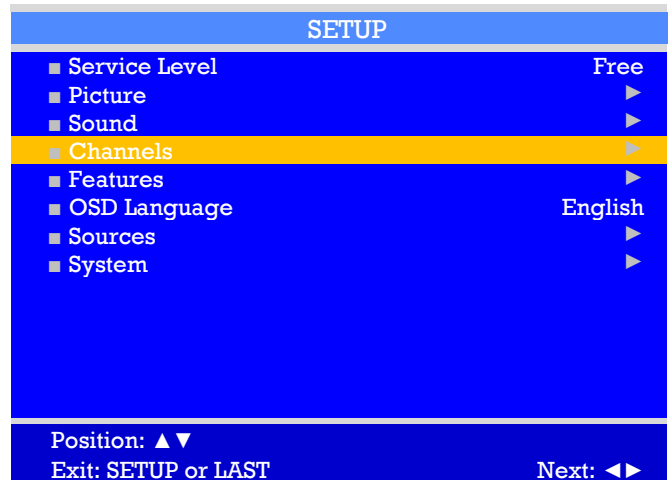 SETUP
■ Service Level Free
■ Picture ►
■ Sound ►
■ Channels ►
■ Features ►
■ OSD Language English
■ Sources ►
■ System ►
Position: ▲▼
Exit: SETUP or LAST Next: ◄►